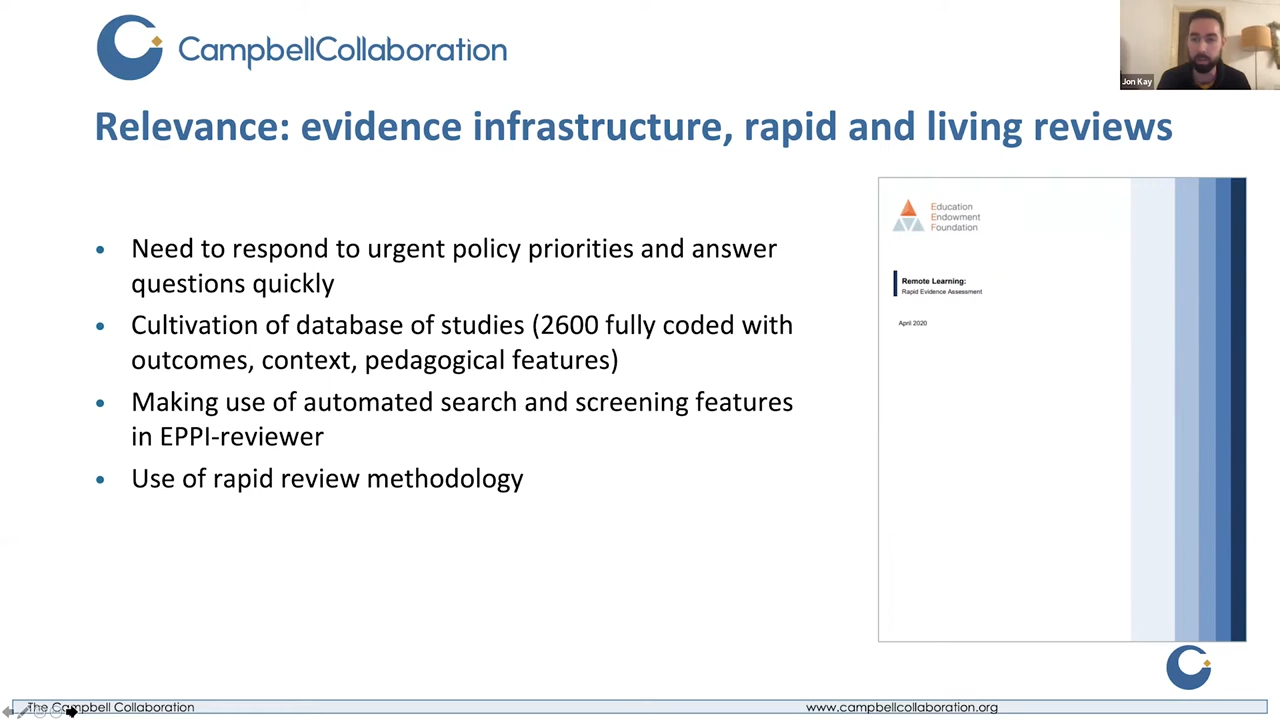 CampbellCollaboration
Jon Kay
Relevance: evidence infrastructure, rapid and living reviews
• Need to respond to urgent policy priorities and answer
questions quickly
• Cultivation of database of studies (2600 fully coded with
outcomes, context, pedagogical features)
• Making use of automated search and screening features
in EPPI-reviewer
• Use of rapid review methodology
Education
Endowment
Foundation
Remote Learning:
Rapid Evidence Assessment
April 2020
The Campbell Collaboration
www.campbellcollaboration.org